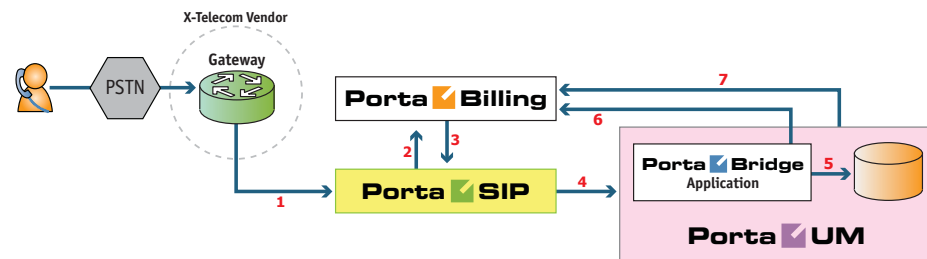 X-Telecom Vendor
Gateway
PSTN
Porta Billing
7
6
2
3
Porta Bridge
Application
5
1
Porta SIP
4
Porta UM